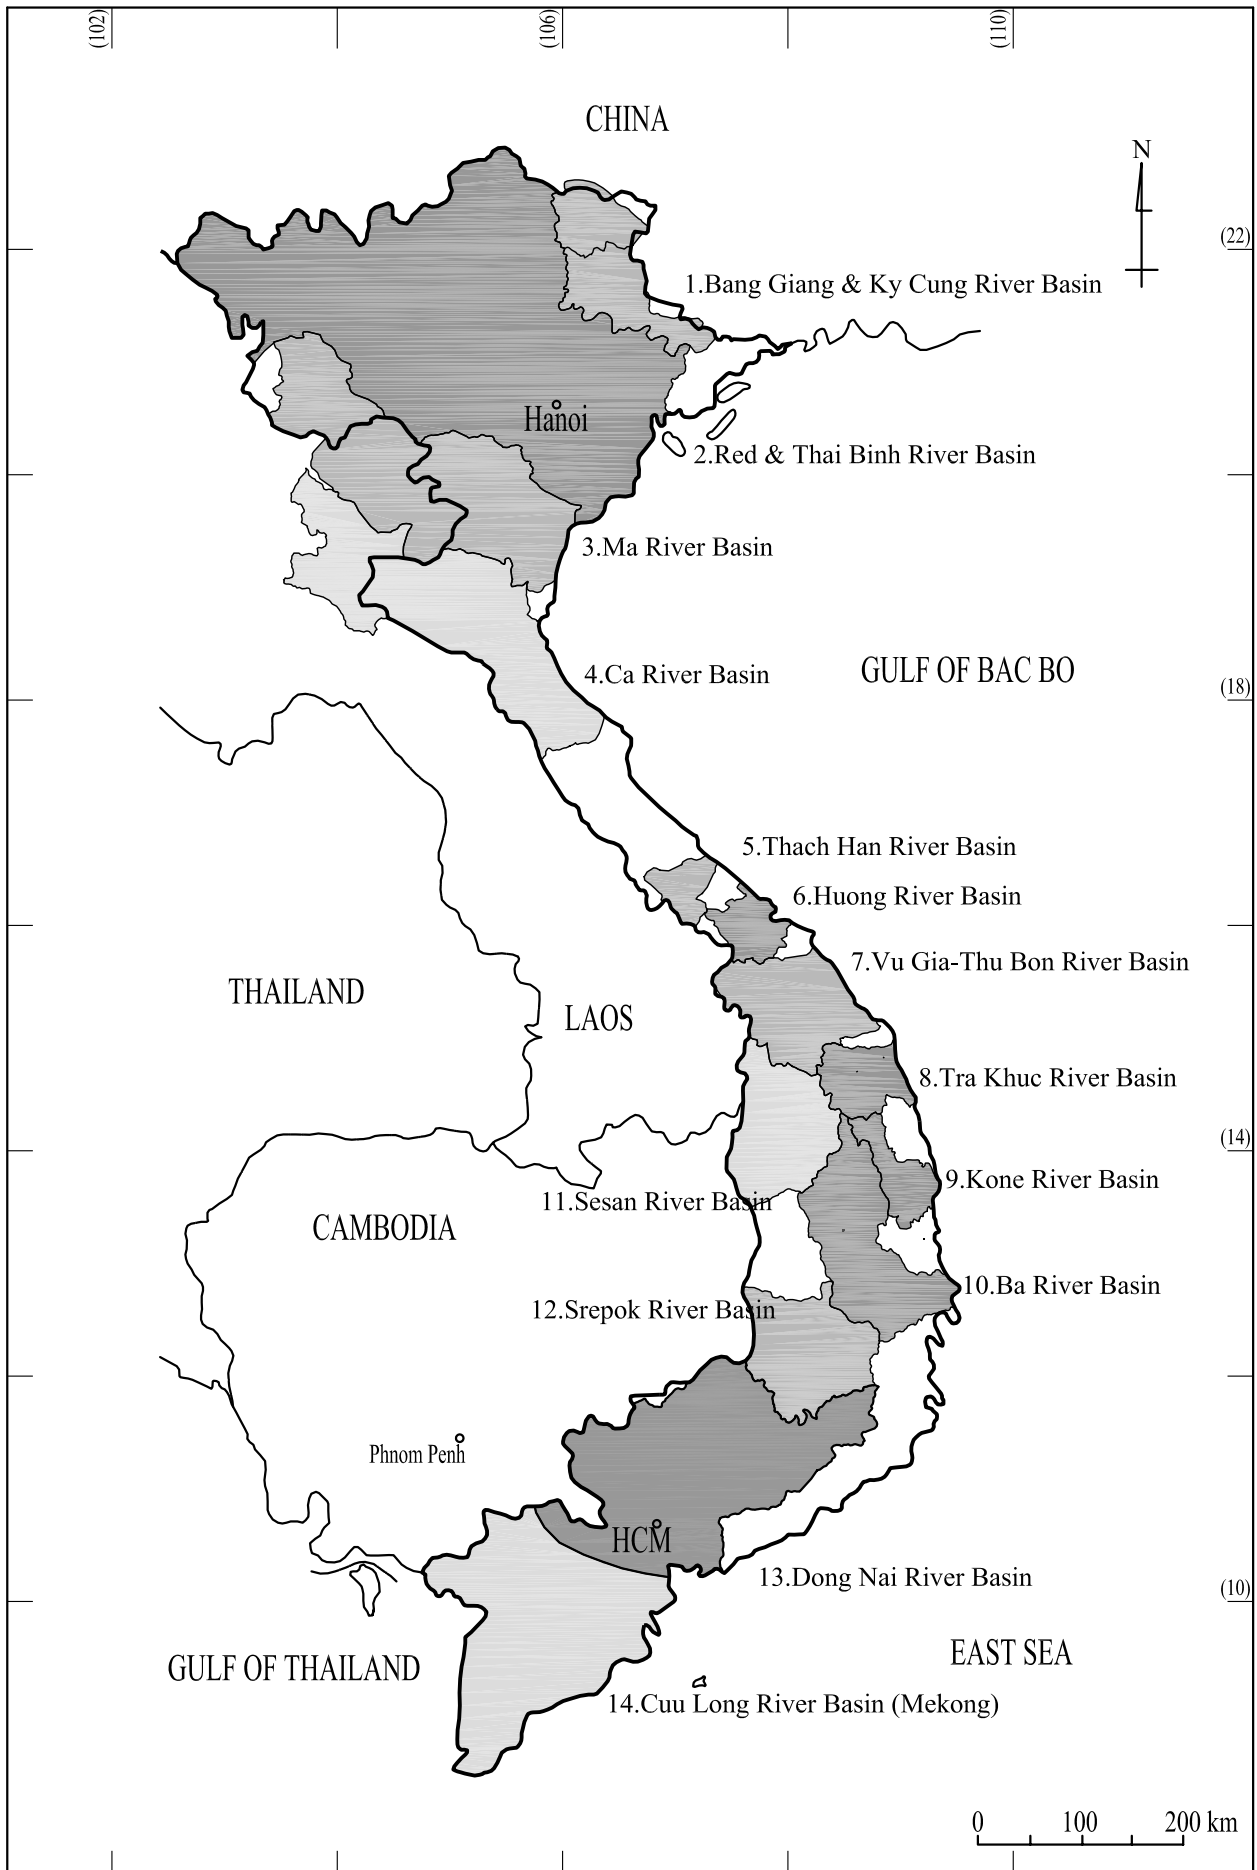 (102)
(106)
(110)
CHINA
N
(22)
1.Bang Giang & Ky Cung River Basin
Hanoi
2.Red & Thai Binh River Basin
3.Ma River Basin
4.Ca River Basin
GULF OF BAC BO
(18)
5.Thach Han River Basin
6.Huong River Basin
7.Vu Gia-Thu Bon River Basin
THAILAND
LAOS
8.Tra Khuc River Basin
(14)
9.Kone River Basin
11.Sesan River Basin
CAMBODIA
10.Ba River Basin
12.Srepok River Basin
Phnom Penh
HCM
13.Dong Nai River Basin
(10)
EAST SEA
GULF OF THAILAND
14.Cuu Long River Basin (Mekong)
0 100 200 km